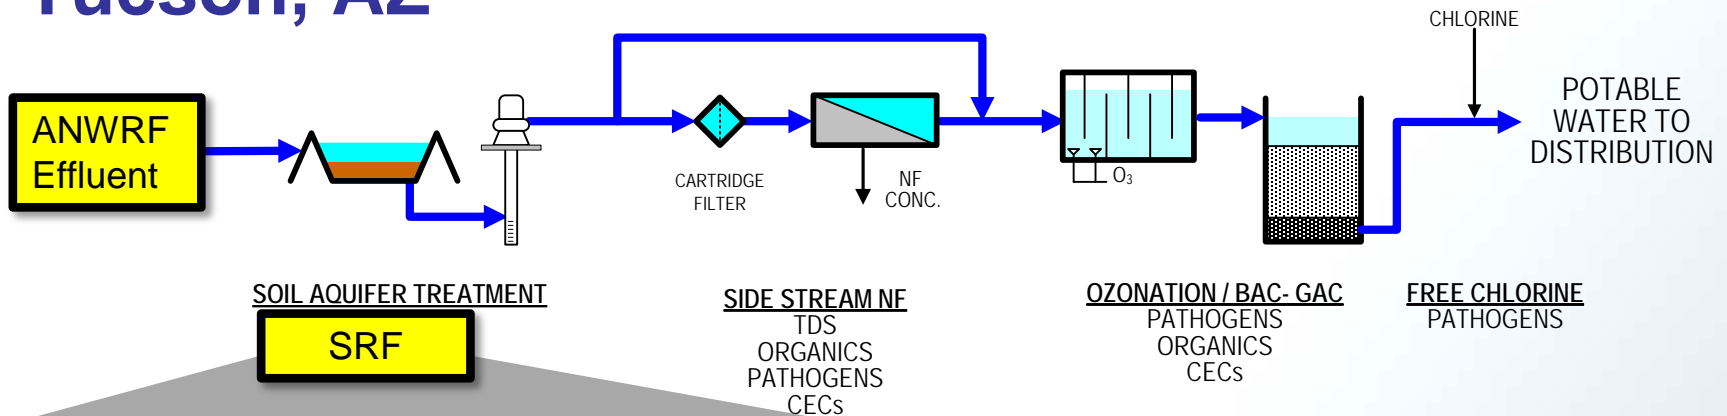 Tucson, AZ
CHLORINE
ANWRF
Effluent
CARTRIDGE
FILTER
NF
CONC.
O₃
POTABLE
WATER TO
DISTRIBUTION
SOIL AQUIFER TREATMENT
SRF
SIDE STREAM NF
TDS
ORGANICS
PATHOGENS
CECs
OZONATION / BAC- GAC
PATHOGENS
ORGANICS
CECs
FREE CHLORINE
PATHOGENS